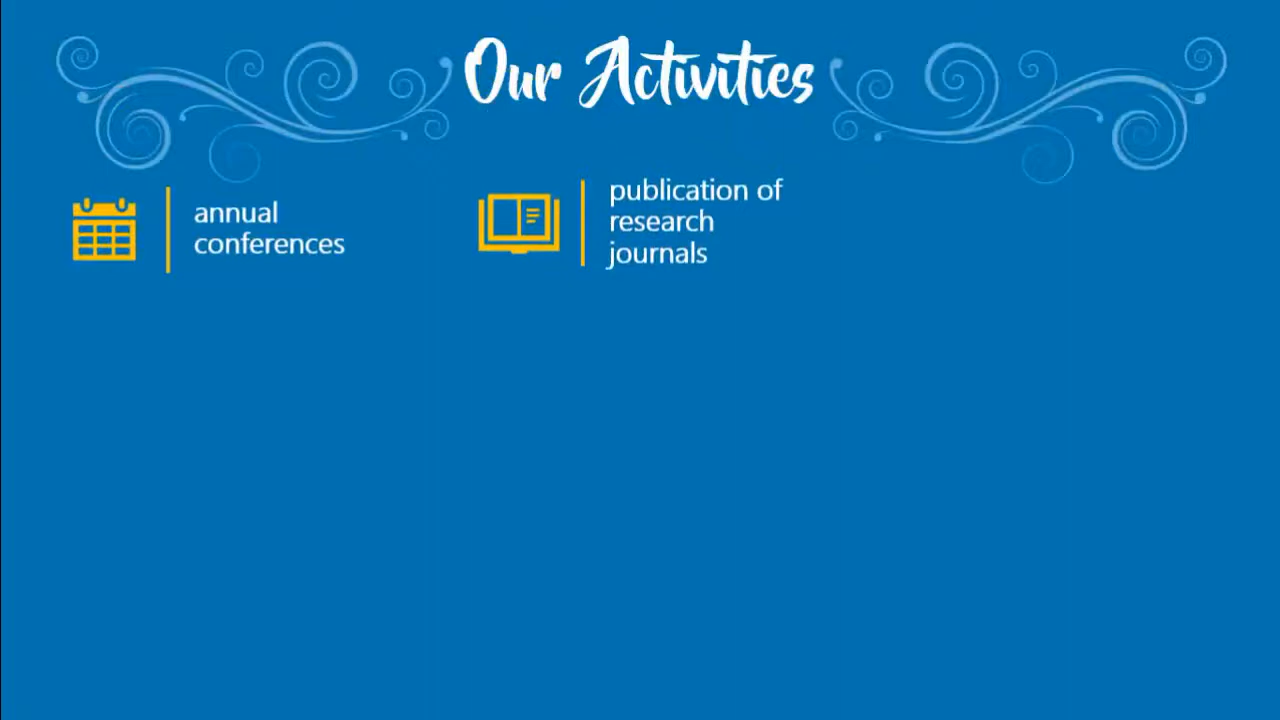 Our Activities
annual
conferences
publication of
research
journals